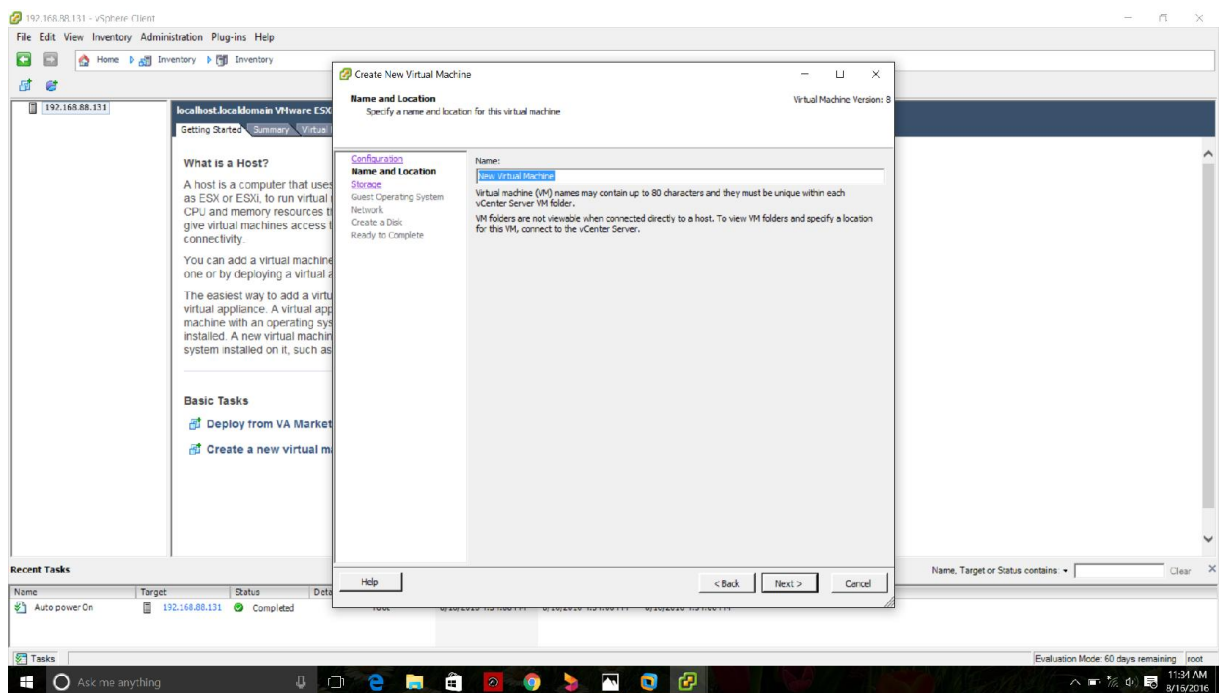 192.168.88.131 - vSphere Client
File Edit View Inventory Administration Plug-ins Help
Home Inventory Inventory
192.168.88.131
localhost.localdomain VMware ESXi
Getting Started Summary Virtual
What is a Host?
A host is a computer that uses
as ESX or ESXi, to run virtual
CPU and memory resources
give virtual machines access
connectivity.
You can add a virtual machine
one or by deploying a virtual
The easiest way to add a virtu
virtual appliance. A virtual app
machine with an operating sys
installed. A new virtual machin
system installed on it, such as
Basic Tasks
Deploy from VA Market
Create a new virtual ma
Create New Virtual Machine
Name and Location
Specify a name and location for this virtual machine
Virtual Machine Version: 8
Configuration
Name and Location
Storage
Guest Operating System
Network
Create a Disk
Ready to Complete
Name:
New Virtual Machine
Virtual machine (VM) names may contain up to 80 characters and they must be unique within each
vCenter Server VM folder.
VM folders are not viewable when connected directly to a host. To view VM folders and specify a location
for this VM, connect to the vCenter Server.
Help
< Back Next > Cancel
Recent Tasks
Name, Target or Status contains: Clear
Name Target Status Deta
Auto power On 192.168.88.131 Completed
Tasks
Evaluation Mode: 60 days remaining root
Ask me anything
11:34 AM
8/16/2016